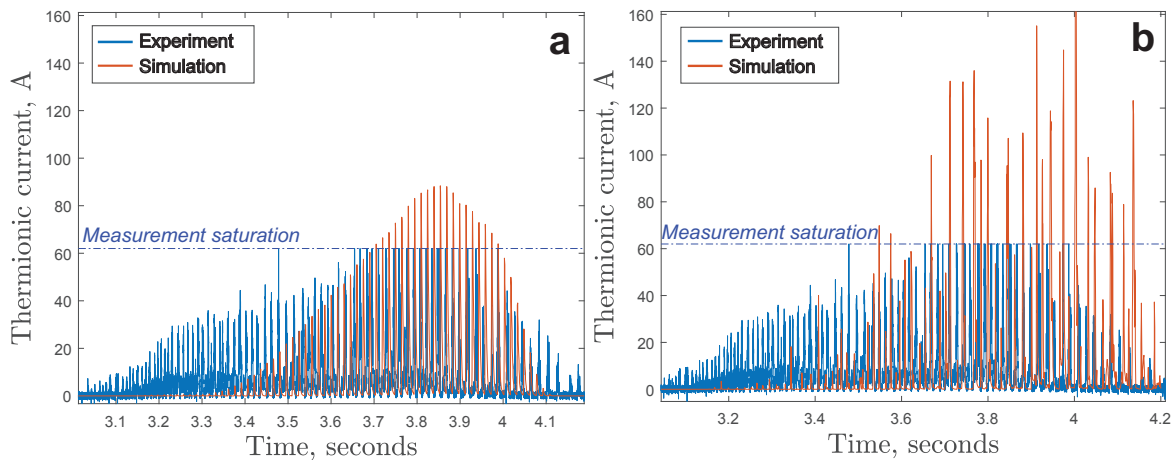 a
Experiment
Simulation
Measurement saturation
Thermionic current, A
160
140
120
100
80
60
40
20
0
3.1
3.2
3.3
3.4
3.5
3.6
3.7
3.8
3.9
4
4.1
Time, seconds
b
Experiment
Simulation
Measurement saturation
Thermionic current, A
160
140
120
100
80
60
40
20
0
3.2
3.4
3.6
3.8
4
4.2
Time, seconds